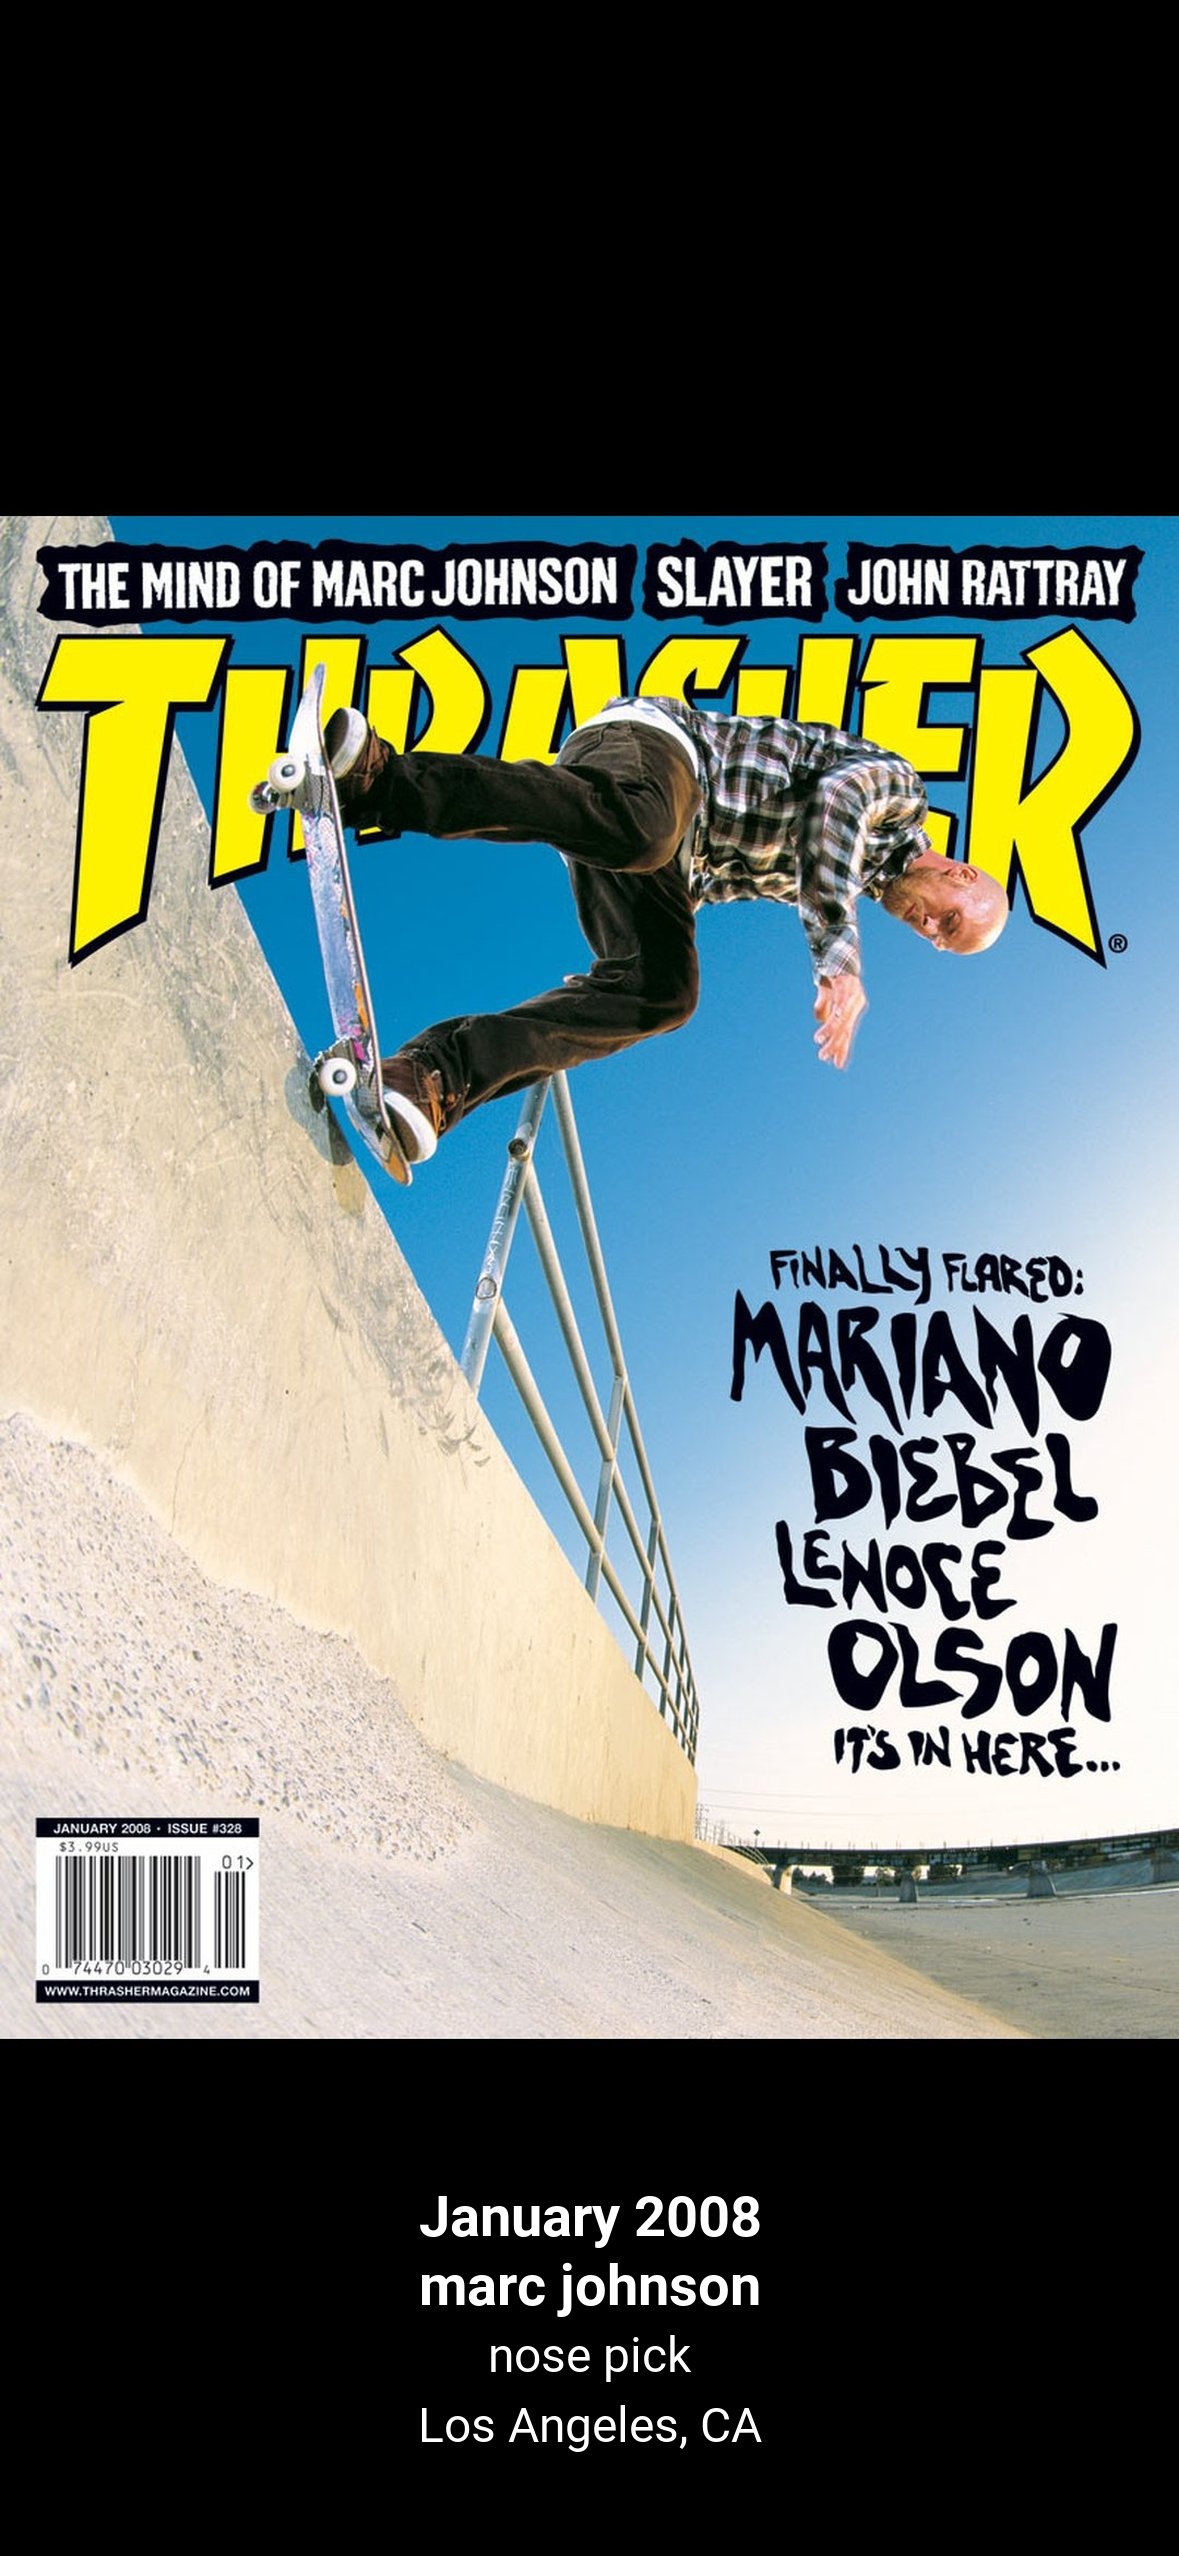 THE MIND OF MARC JOHNSON SLAYER JOHN RATTRAY
THRASHER®
FINALLY FLARED:
MARIANO
BIEBEL
LENOCE
OLSON
IT'S IN HERE...
JANUARY 2008 • ISSUE #328
$3.99US
01>
0 74470 03029 4
WWW.THRASHERMAGAZINE.COM
January 2008
marc johnson
nose pick
Los Angeles, CA